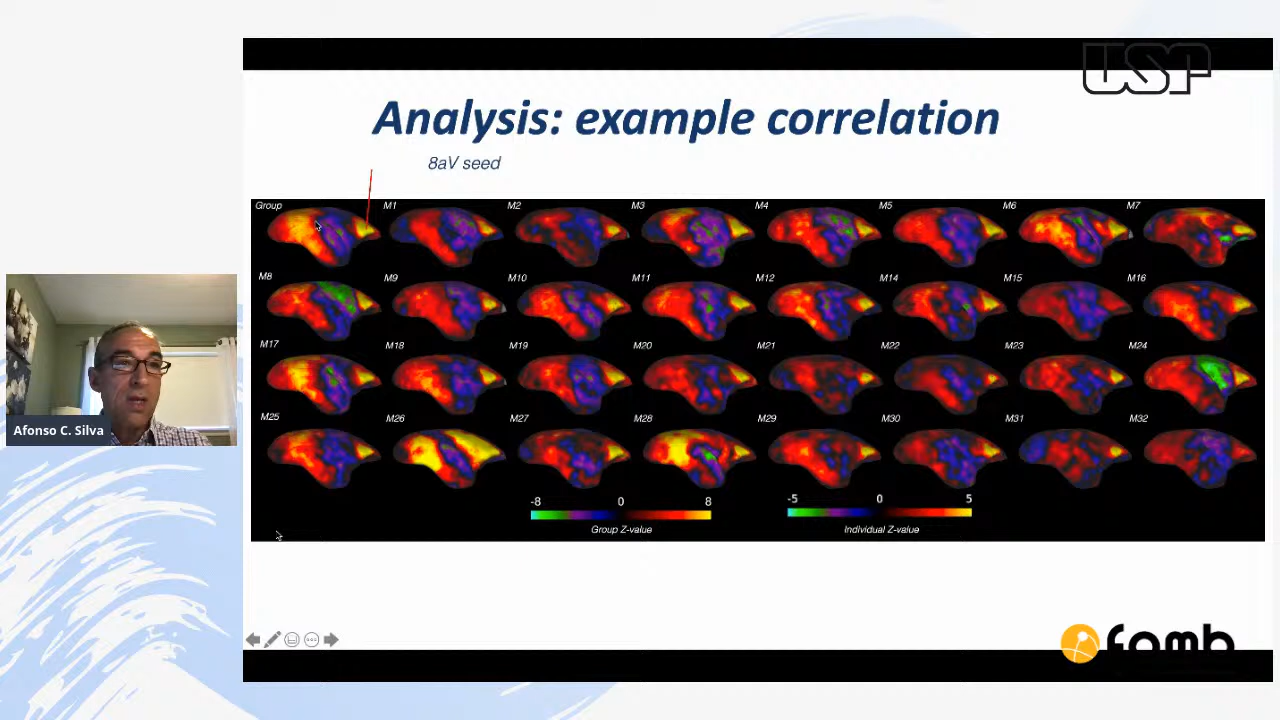 USP
Analysis: example correlation
8aV seed
Group M1 M2 M3 M4 M5 M6 M7
M8 M9 M10 M11 M12 M14 M15 M16
M17 M18 M19 M20 M21 M22 M23 M24
M25 M26 M27 M28 M29 M30 M31 M32
-8 0 8
Group Z-value
-5 0 5
Individual Z-value
Afonso C. Silva
famb